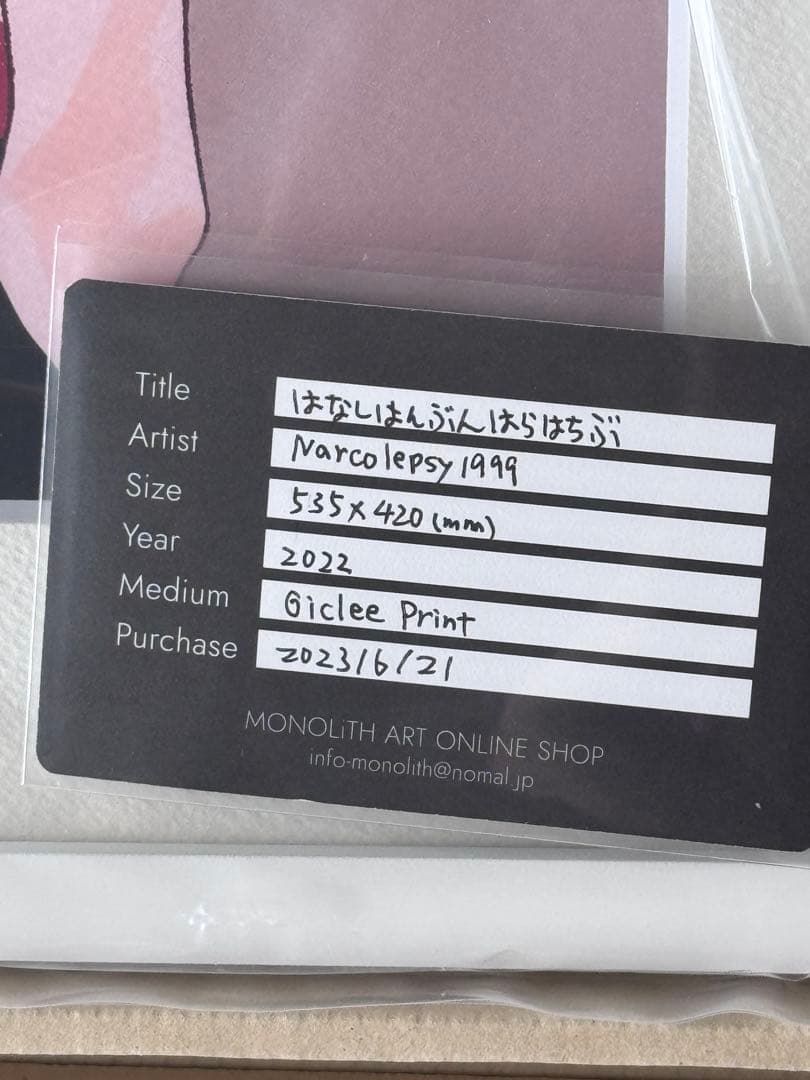 Title はなしはんぶんはらはちぶ
Artist Narcolepsy1999
Size 535×420(mm)
Year 2022
Medium Giclee Print
Purchase 2023/6/21
MONOLiTH ART ONLINE SHOP
info-monolith@nomal.jp